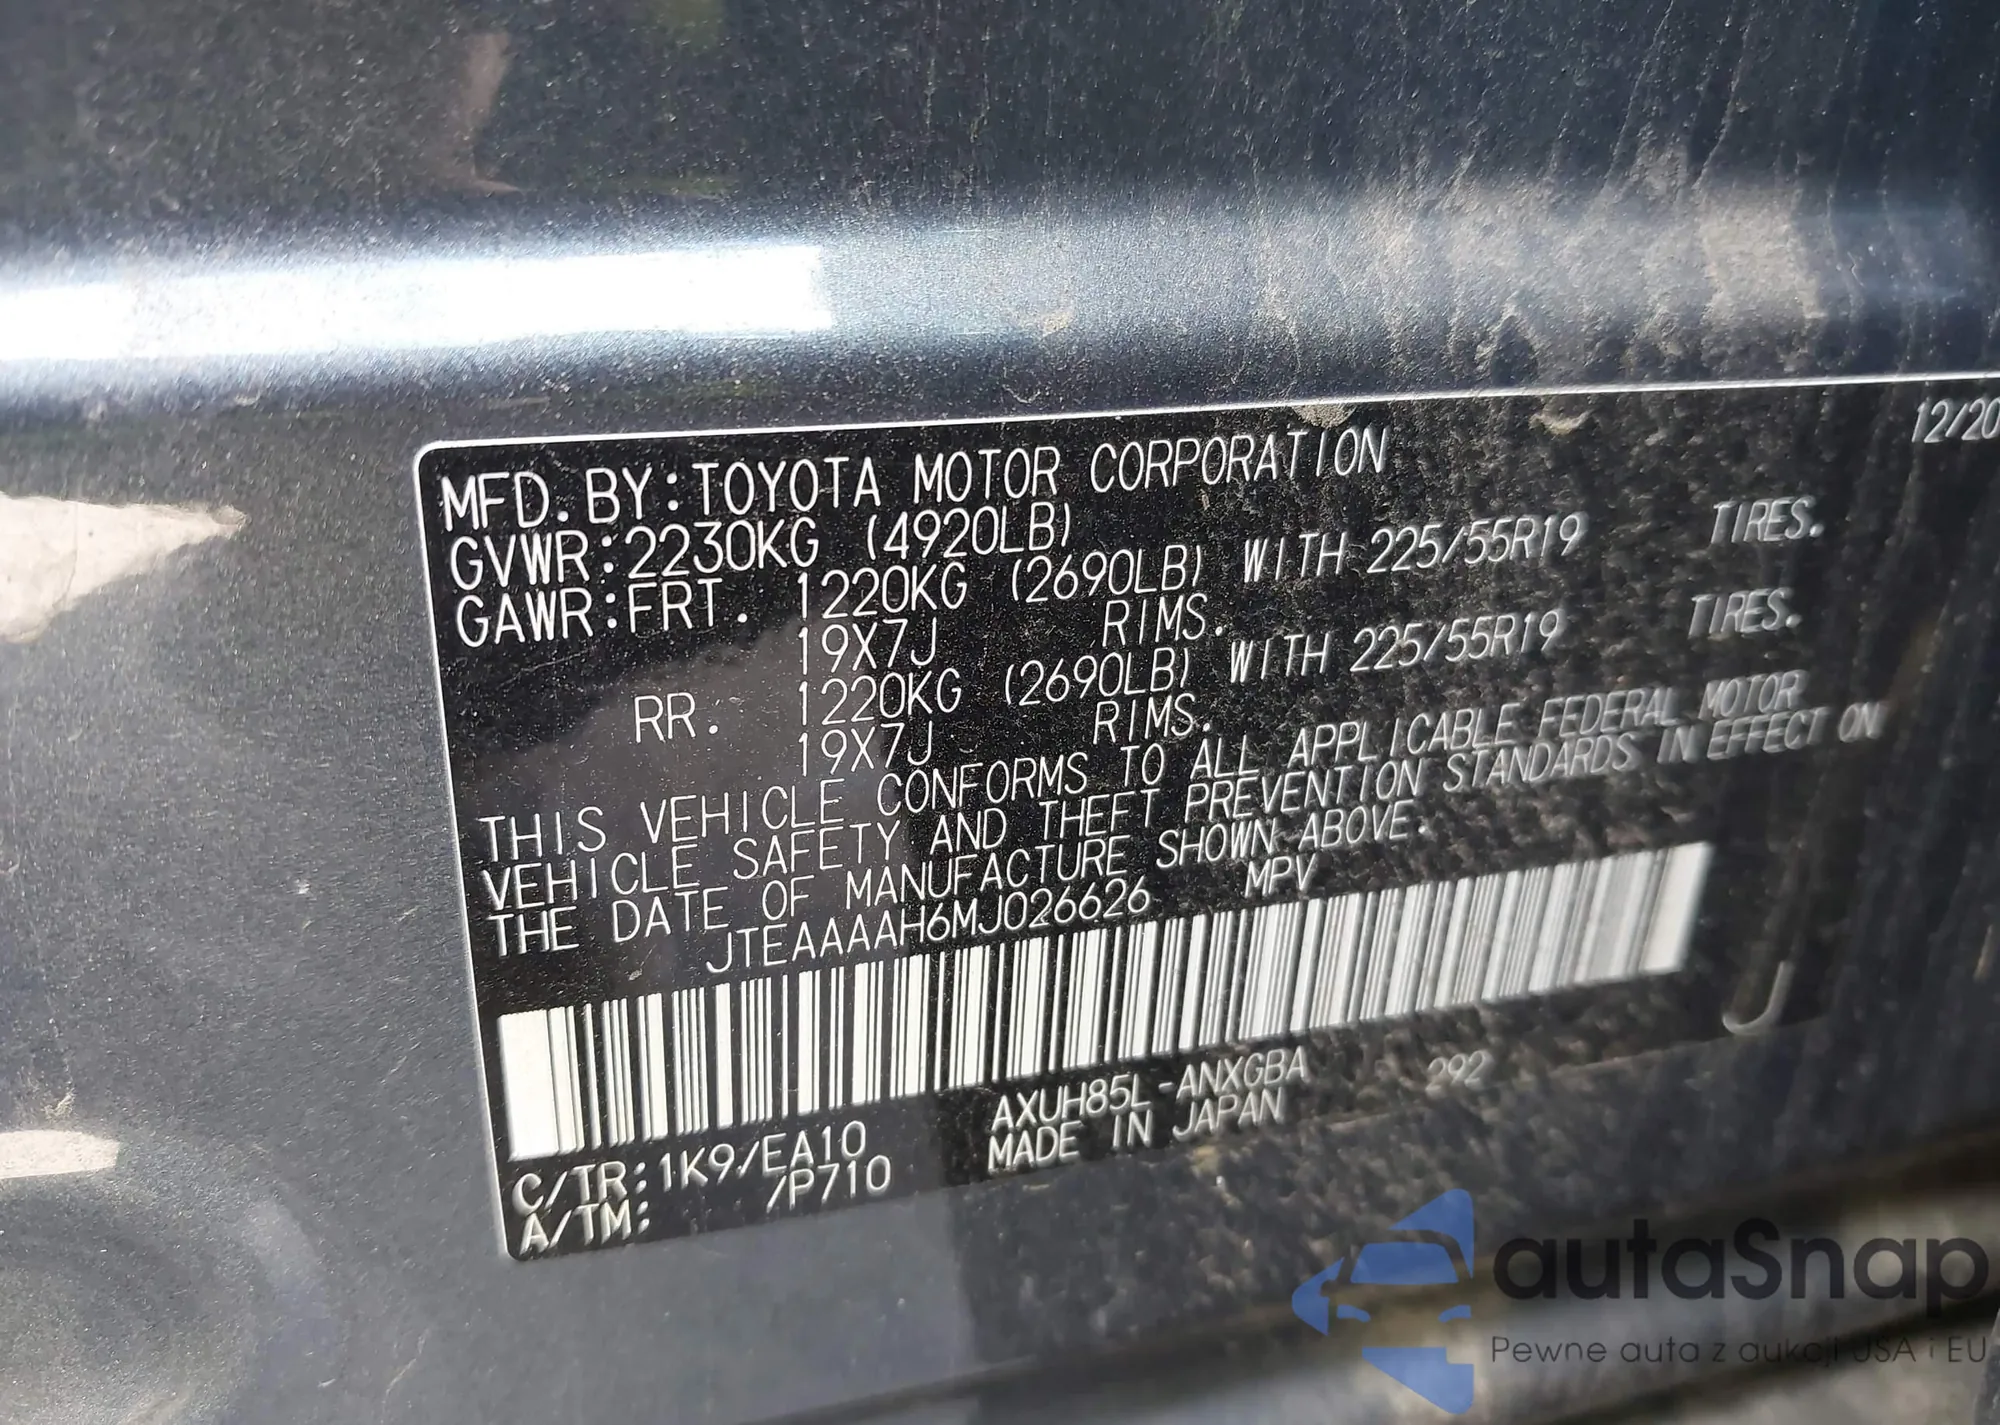 12/20
MFD. BY: TOYOTA MOTOR CORPORATION
GVWR: 2230KG (4920LB)
GAWR: FRT. 1220KG (2690LB) WITH 225/55R19 TIRES.
19X7J RIMS.
RR. 1220KG (2690LB) WITH 225/55R19 TIRES.
19X7J RIMS.
THIS VEHICLE CONFORMS TO ALL APPLICABLE FEDERAL MOTOR
VEHICLE SAFETY AND THEFT PREVENTION STANDARDS IN EFFECT ON
THE DATE OF MANUFACTURE SHOWN ABOVE.
JTEAAAAH6MJ026626 MPV
J
AXUH85L-ANXGBA 292
C/TR: 1K9/EA10 MADE IN JAPAN
A/TM: /P710
autaSnap
Pewne auta z aukcji USA i EU